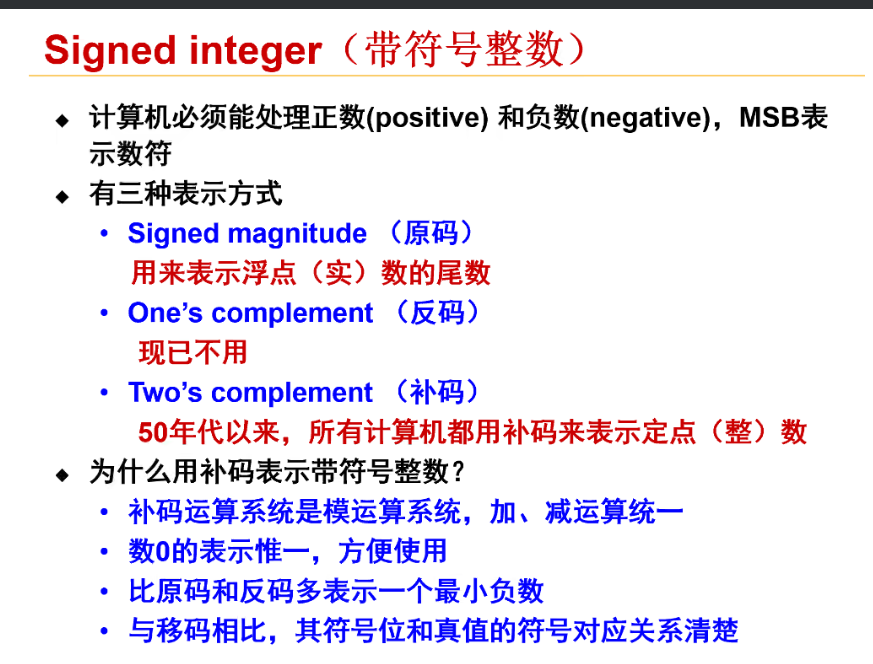 Signed integer（带符号整数）
◆ 计算机必须能处理正数(positive) 和负数(negative)，MSB表
示数符
◆ 有三种表示方式
• Signed magnitude （原码）
用来表示浮点（实）数的尾数
• One’s complement （反码）
现已不用
• Two’s complement （补码）
50年代以来，所有计算机都用补码来表示定点（整）数
◆ 为什么用补码表示带符号整数？
• 补码运算系统是模运算系统，加、减运算统一
• 数0的表示惟一，方便使用
• 比原码和反码多表示一个最小负数
• 与移码相比，其符号位和真值的符号对应关系清楚